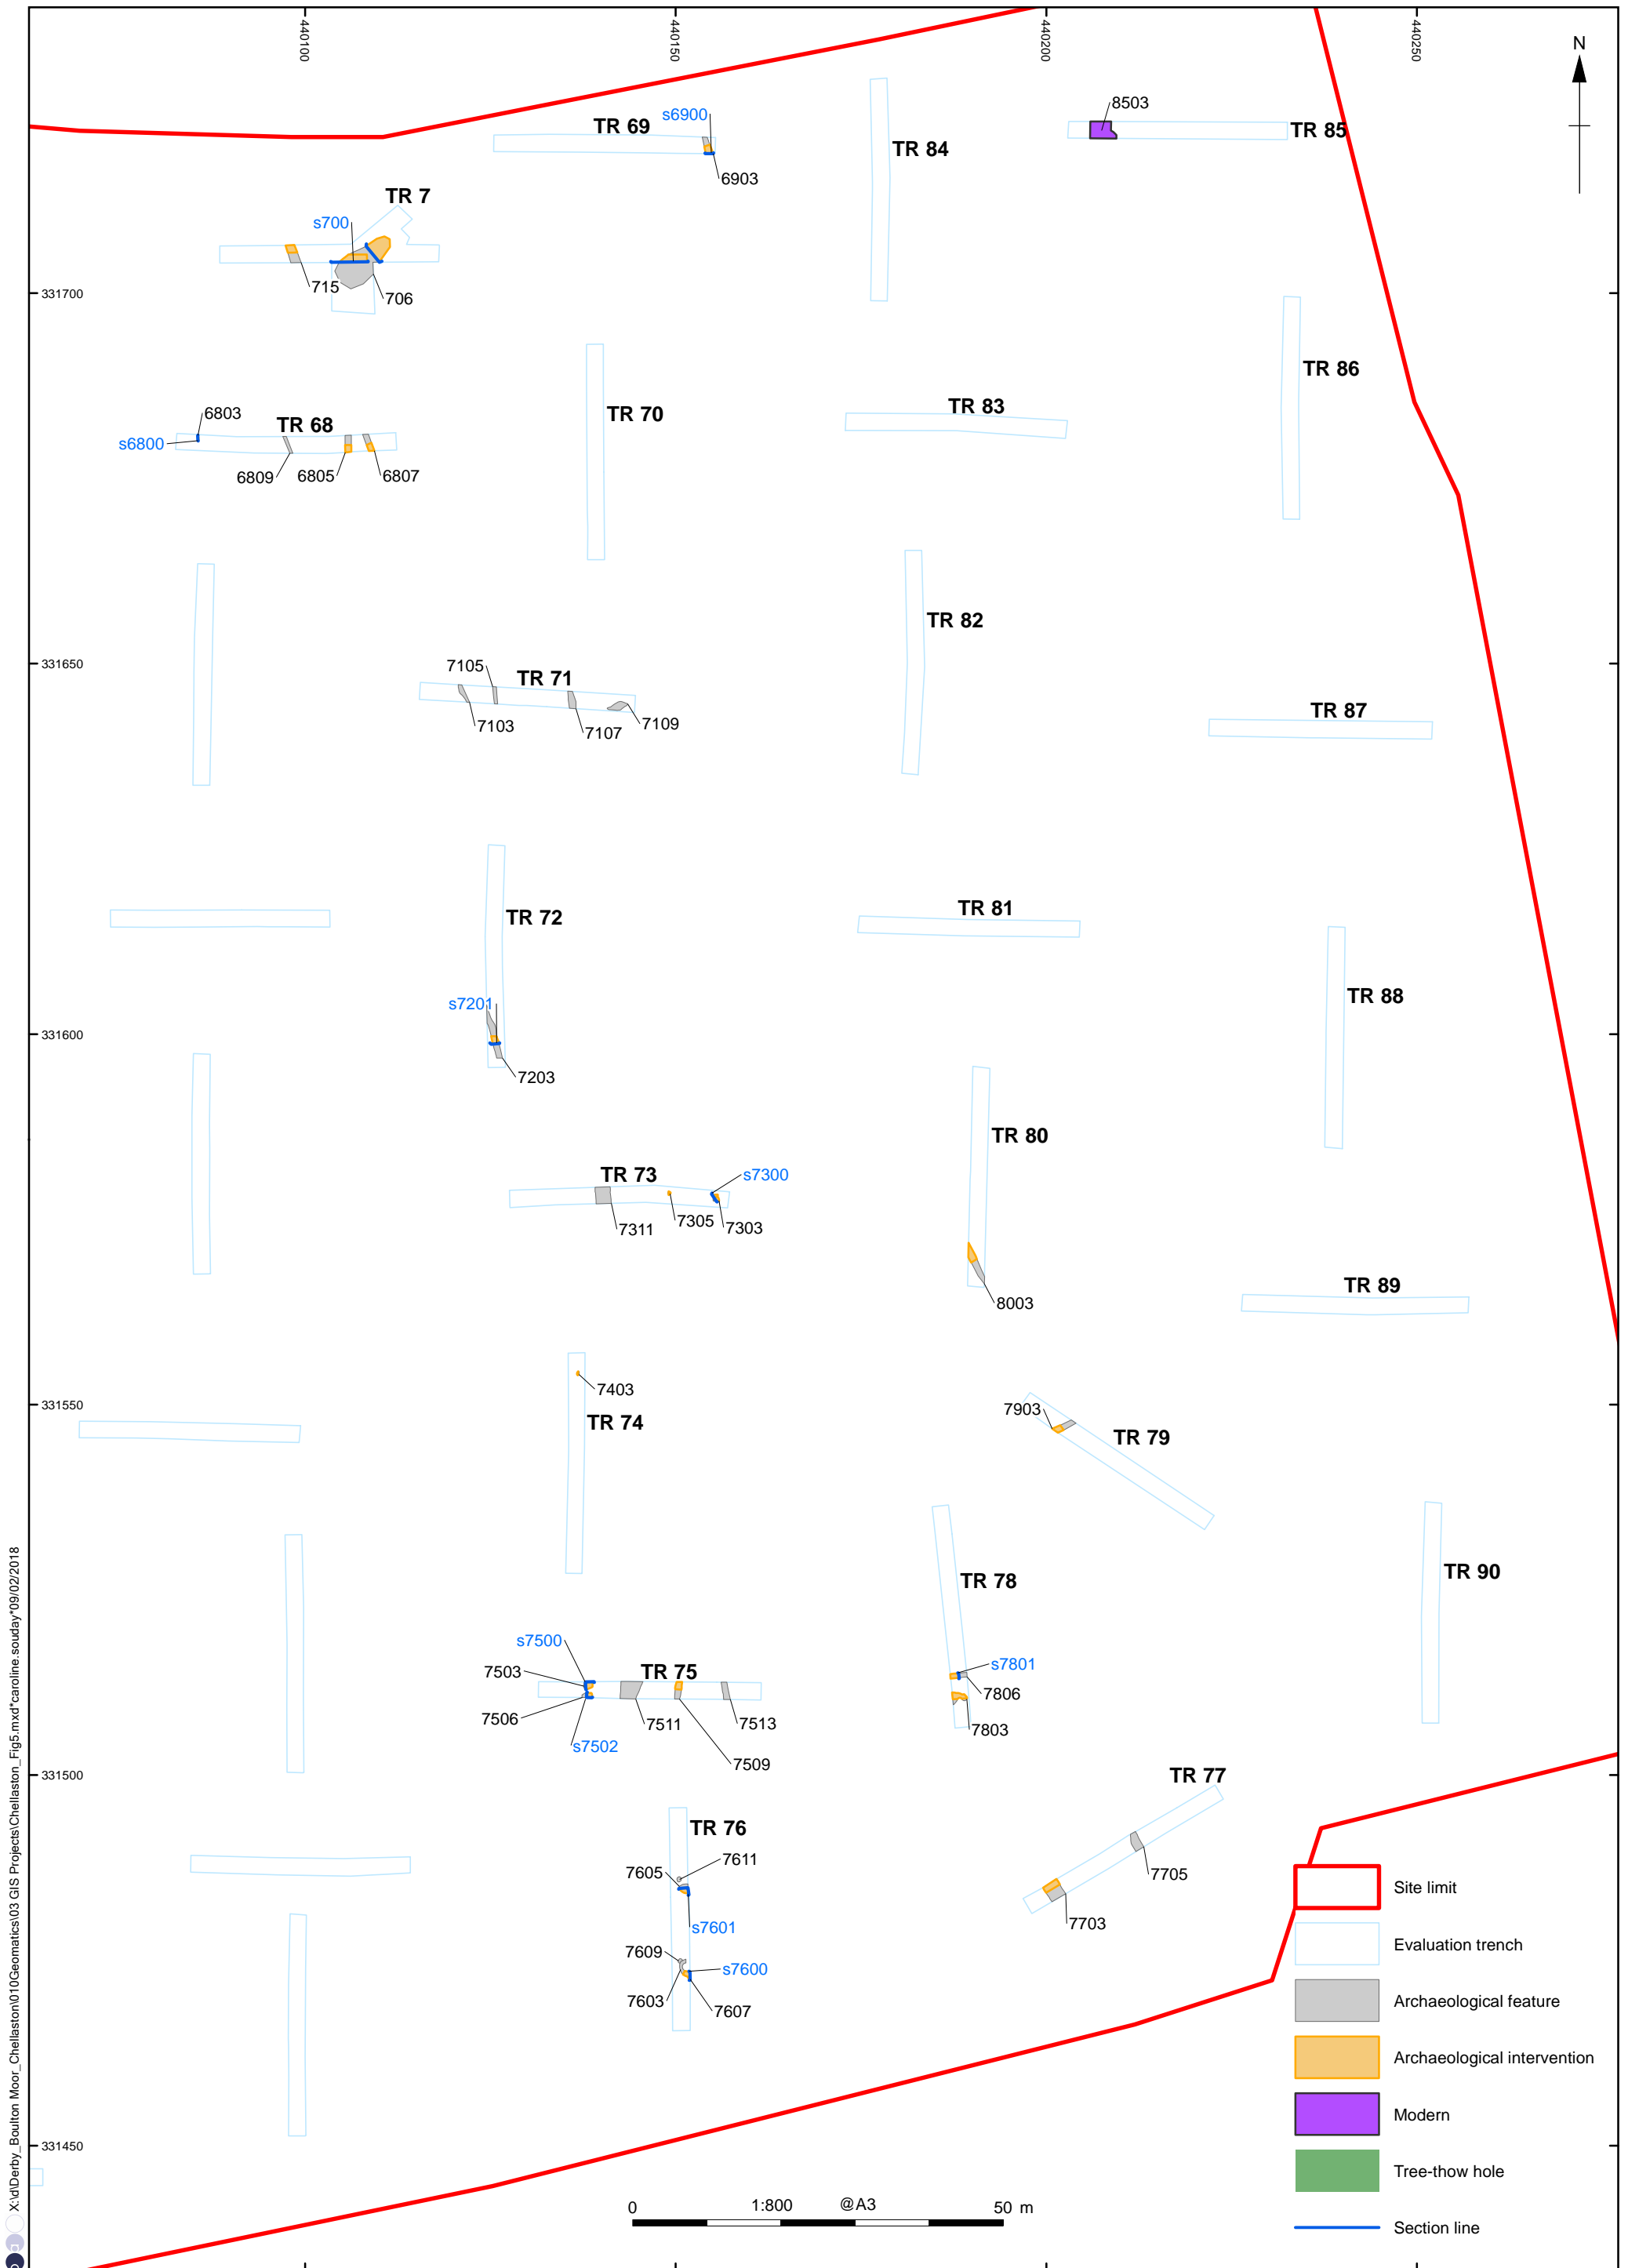 440100
440150
440200
440250
N
s6900
TR 69
6903
TR 84
8503
TR 85
TR 7
s700
715
706
331700
TR 86
6803
TR 68
s6800
6809
6805
6807
TR 70
TR 83
TR 82
331650
7105
TR 71
7103
7107
7109
TR 87
TR 72
TR 81
s7201
7203
TR 88
331600
TR 80
TR 73
s7300
7311
7305
7303
8003
TR 89
7403
TR 74
331550
7903
TR 79
TR 78
TR 90
s7500
7503
TR 75
7506
s7502
7511
7509
7513
s7801
7806
7803
331500
TR 77
TR 76
7605
7611
s7601
7609
s7600
7603
7607
7705
7703
331450
Site limit
Evaluation trench
Archaeological feature
Archaeological intervention
Modern
Tree-thow hole
Section line
0
1:800
@A3
50 m
X:\d\Derby_Boulton Moor_Chellaston\010Geomatics\03 GIS Projects\Chellaston_Fig5.mxd*caroline.souday*09/02/2018